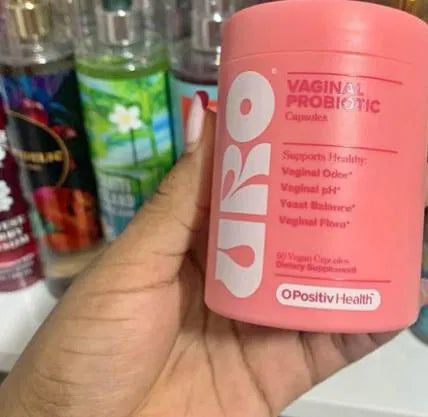 URO
VAGINAL
PROBIOTIC
Capsules
Supports Healthy:
Vaginal Odor*
Vaginal pH*
Yeast Balance*
Vaginal Flora*
60 Vegan Capsules
Dietary Supplement
OPositiv Health